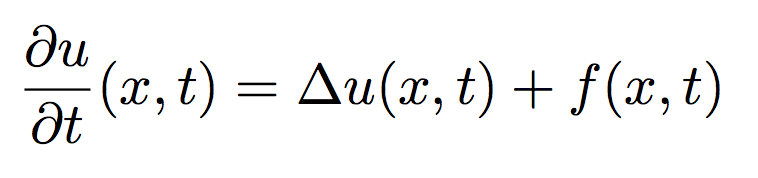 ∂u/∂t (x, t) = Δu(x, t) + f(x, t)